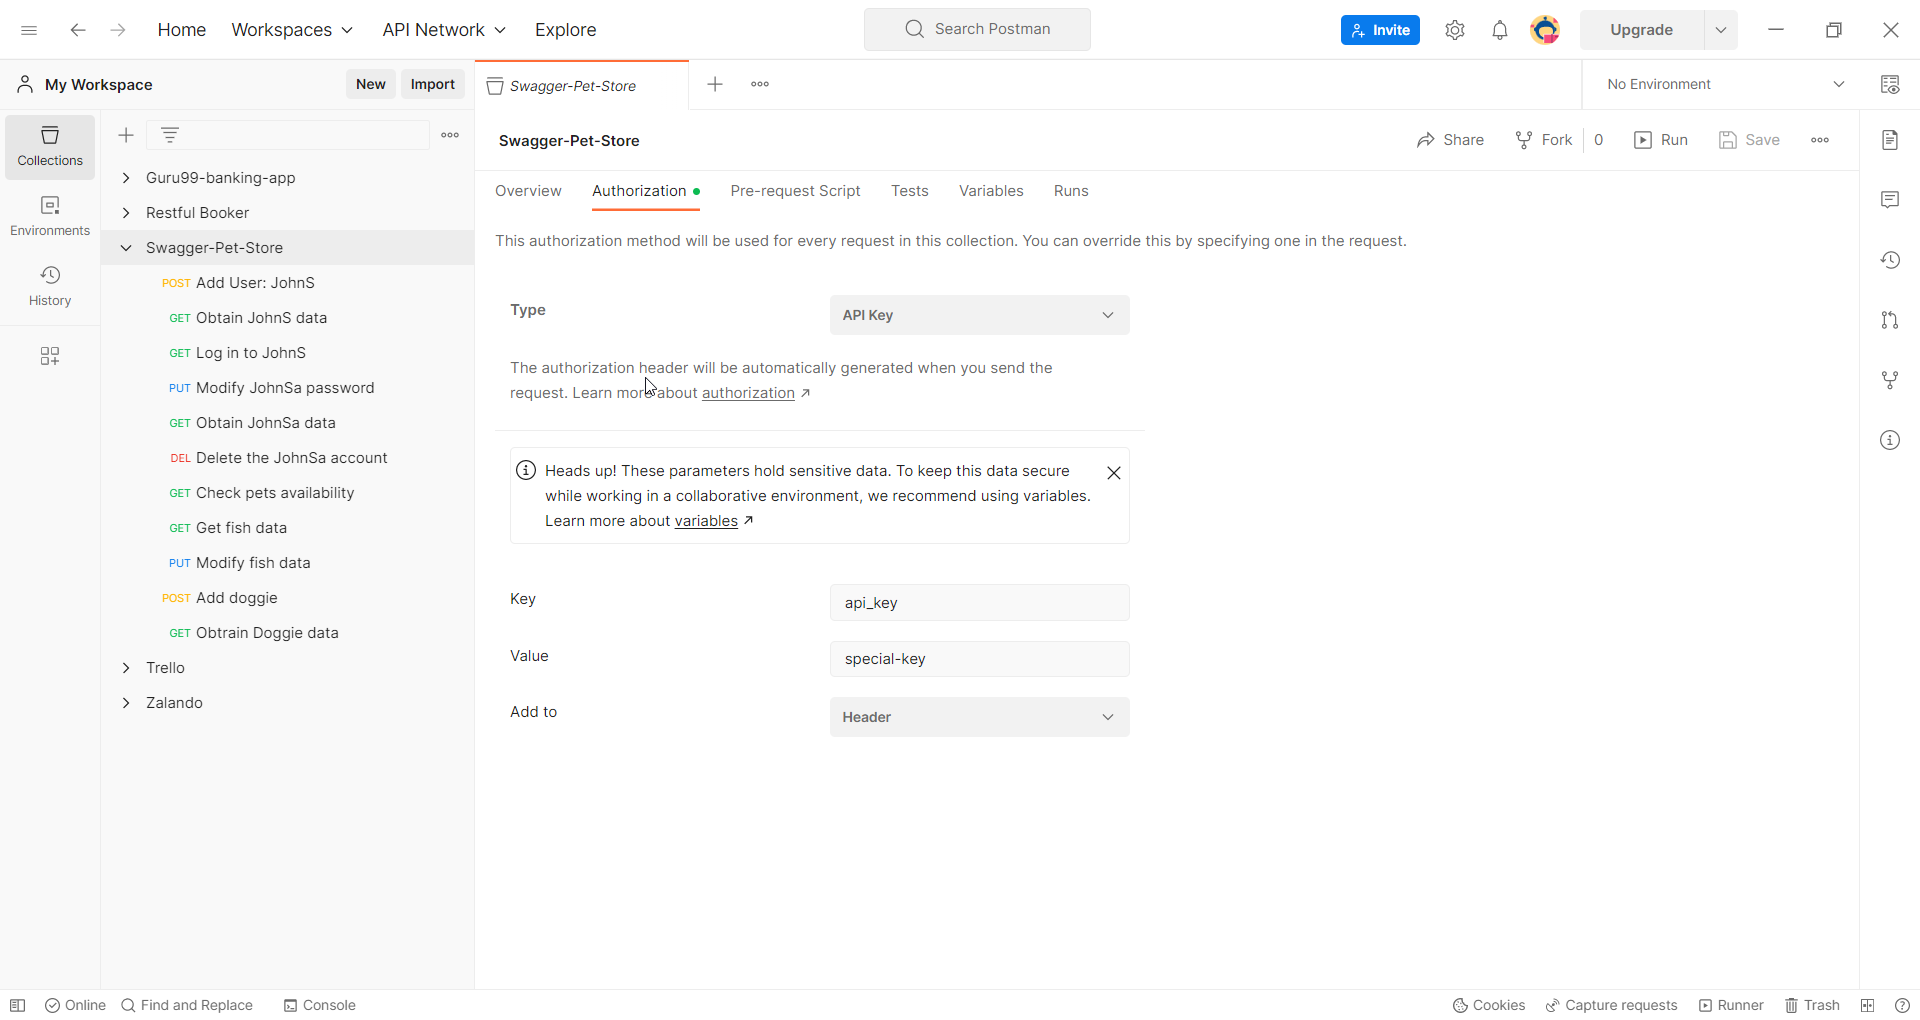 Home
Workspaces
API Network
Explore
Search Postman
Invite
Upgrade
My Workspace
New
Import
Swagger-Pet-Store
No Environment
Collections
Environments
History
Guru99-banking-app
Restful Booker
Swagger-Pet-Store
POST Add User: JohnS
GET Obtain JohnS data
GET Log in to JohnS
PUT Modify JohnSa password
GET Obtain JohnSa data
DEL Delete the JohnSa account
GET Check pets availability
GET Get fish data
PUT Modify fish data
POST Add doggie
GET Obtrain Doggie data
Trello
Zalando
Swagger-Pet-Store
Share
Fork
0
Run
Save
Overview
Authorization
Pre-request Script
Tests
Variables
Runs
This authorization method will be used for every request in this collection. You can override this by specifying one in the request.
Type
API Key
The authorization header will be automatically generated when you send the
request. Learn more about authorization ↗
Heads up! These parameters hold sensitive data. To keep this data secure
while working in a collaborative environment, we recommend using variables.
Learn more about variables ↗
Key
api_key
Value
special-key
Add to
Header
Online
Find and Replace
Console
Cookies
Capture requests
Runner
Trash